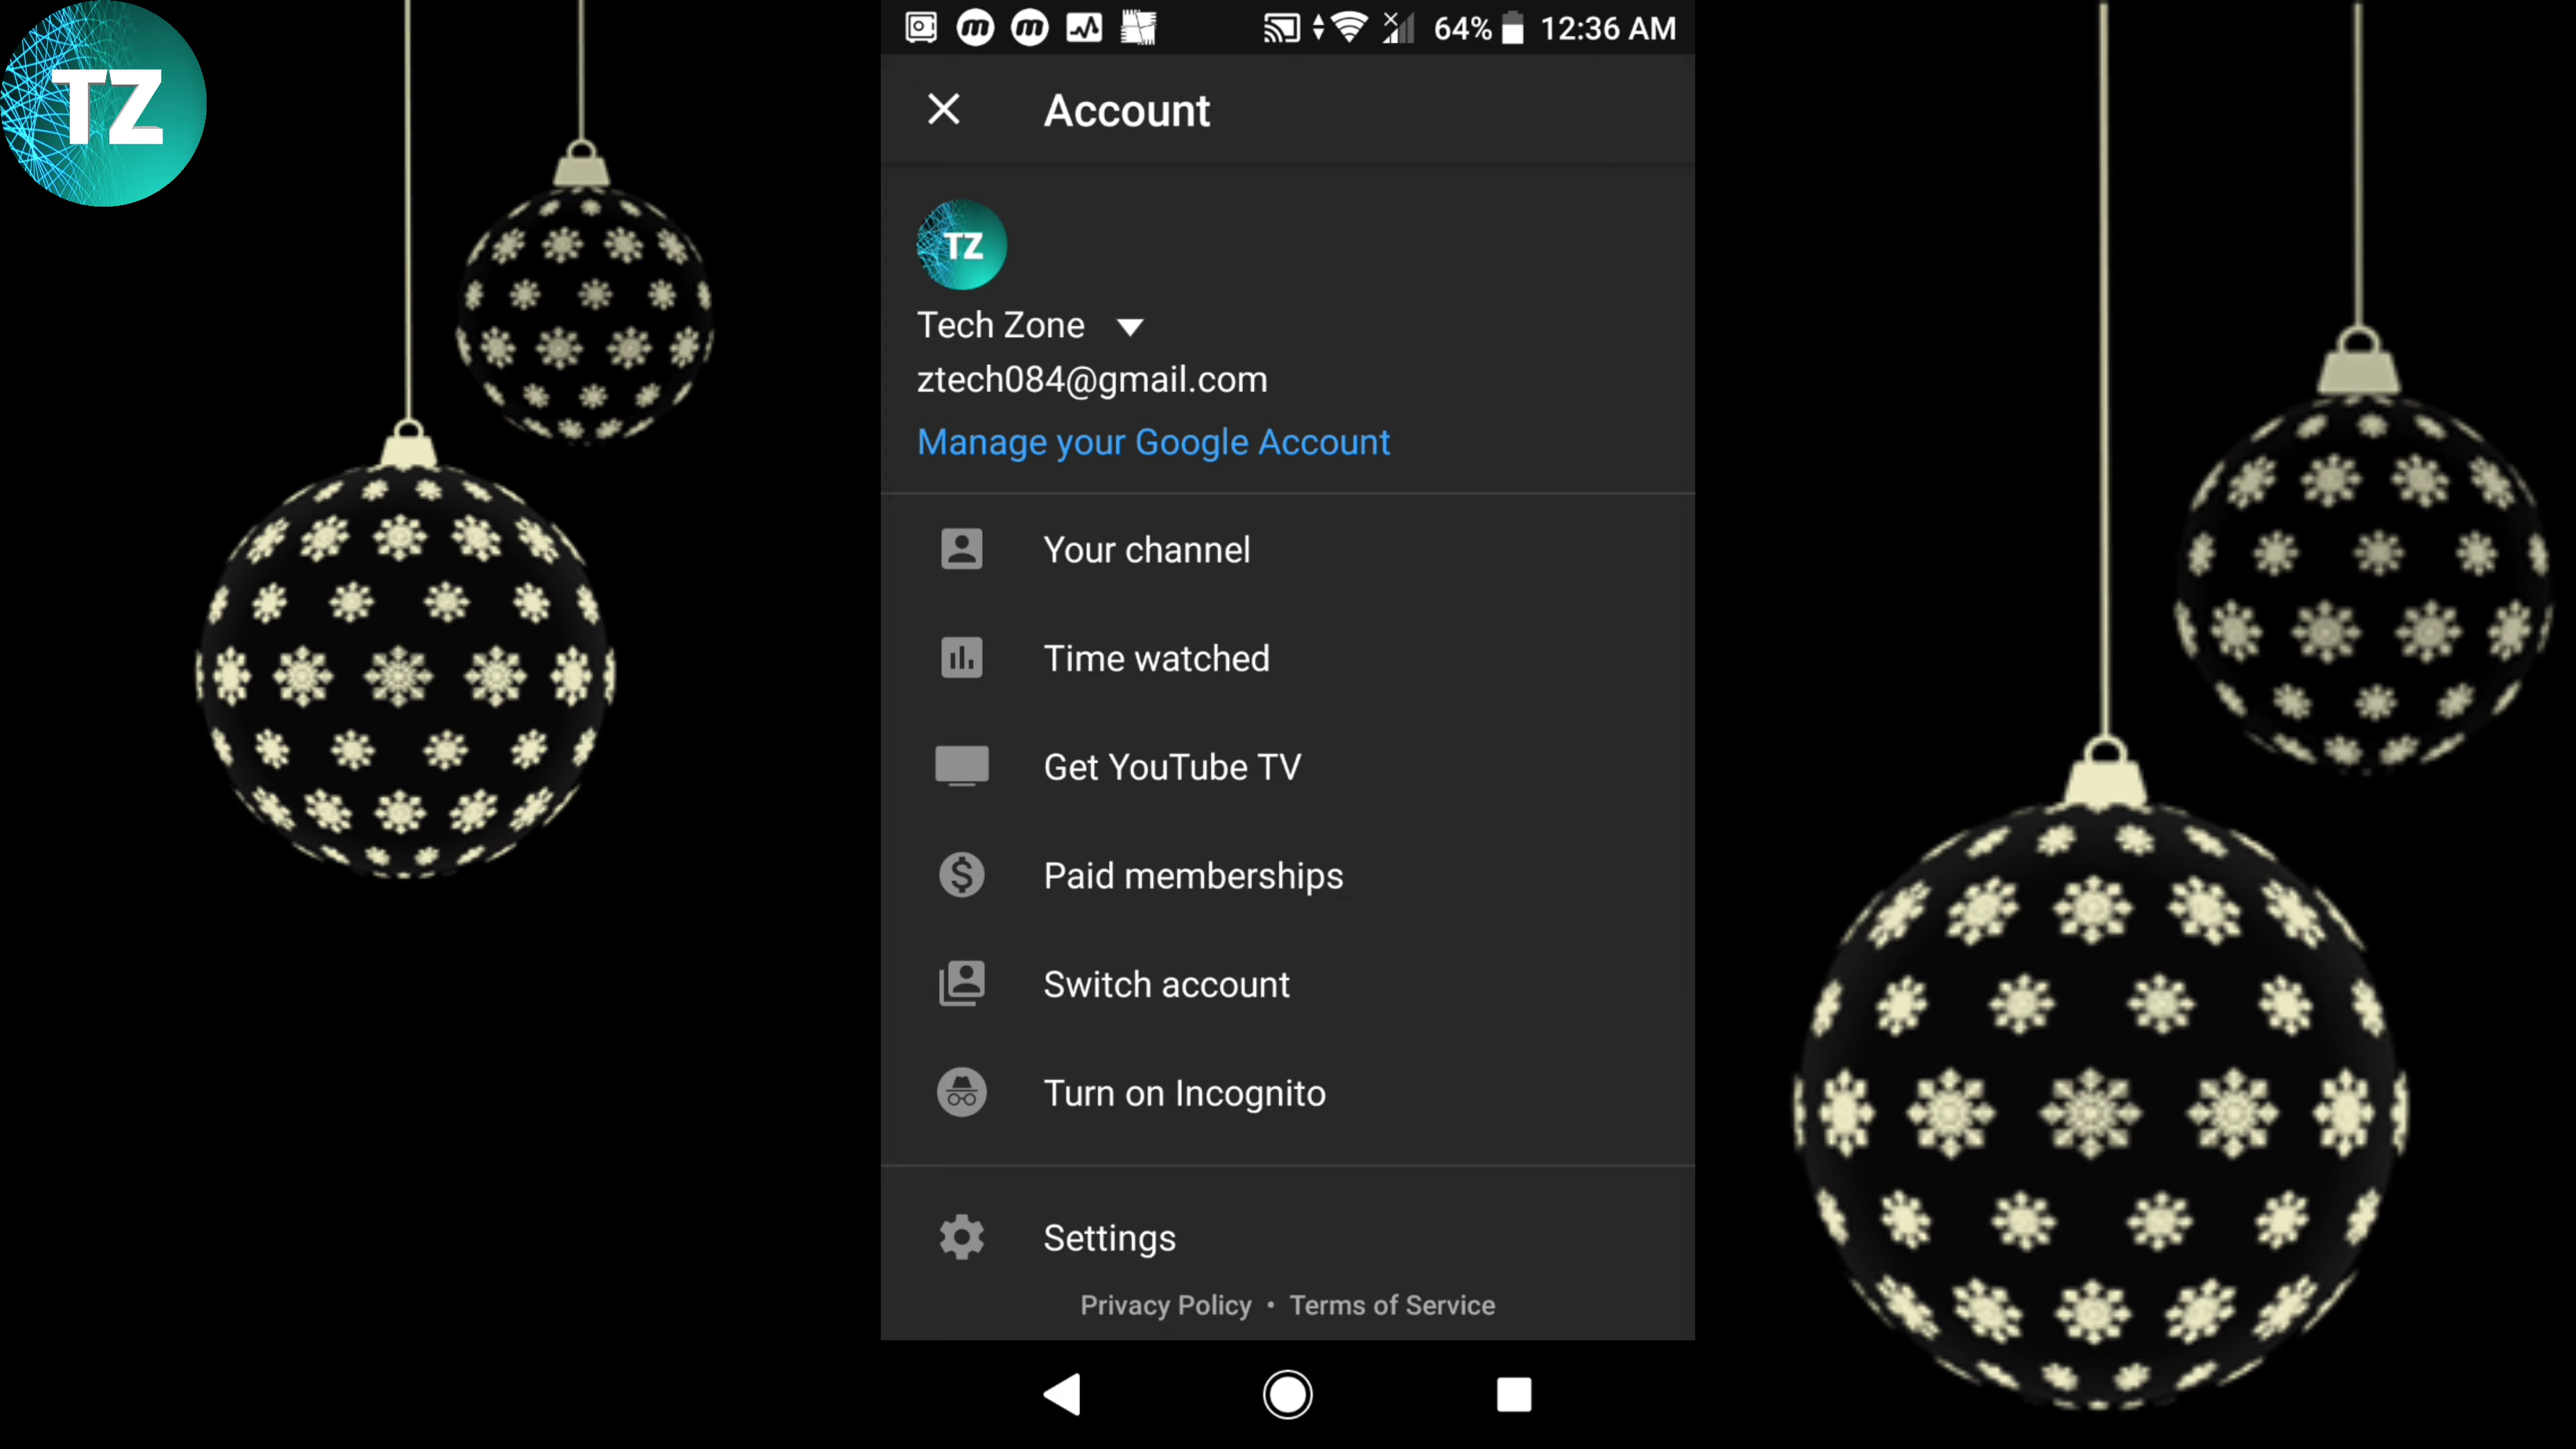 TZ
64% 12:36 AM
Account
TZ
Tech Zone
ztech084@gmail.com
Manage your Google Account
Your channel
Time watched
Get YouTube TV
Paid memberships
Switch account
Turn on Incognito
Settings
Privacy Policy • Terms of Service